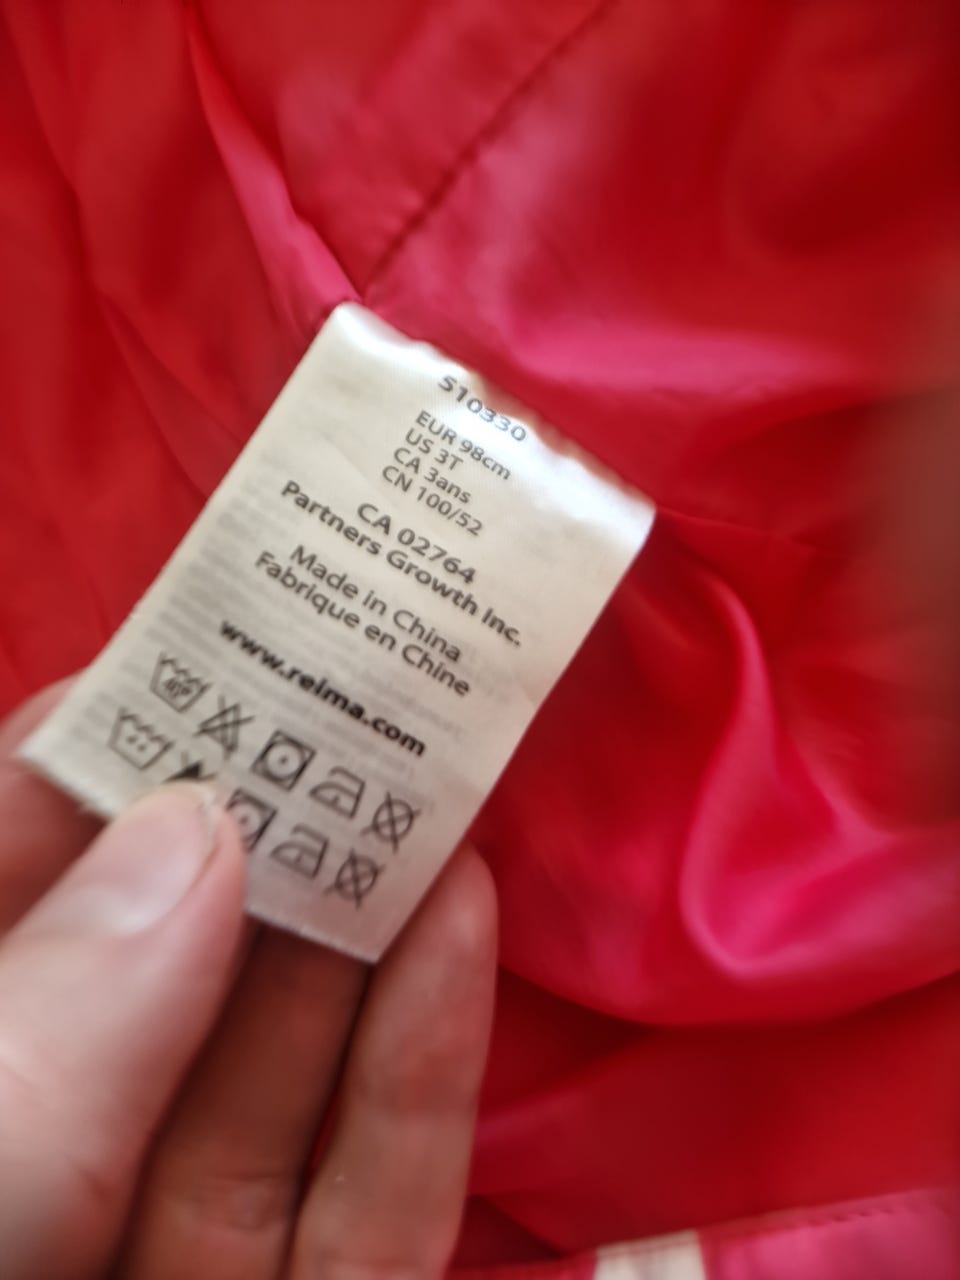 510330
EUR 98cm
US 3T
CA 3ans
CN 100/52
CA 02764
Partners Growth Inc.
Made in China
Fabrique en Chine
www.reima.com